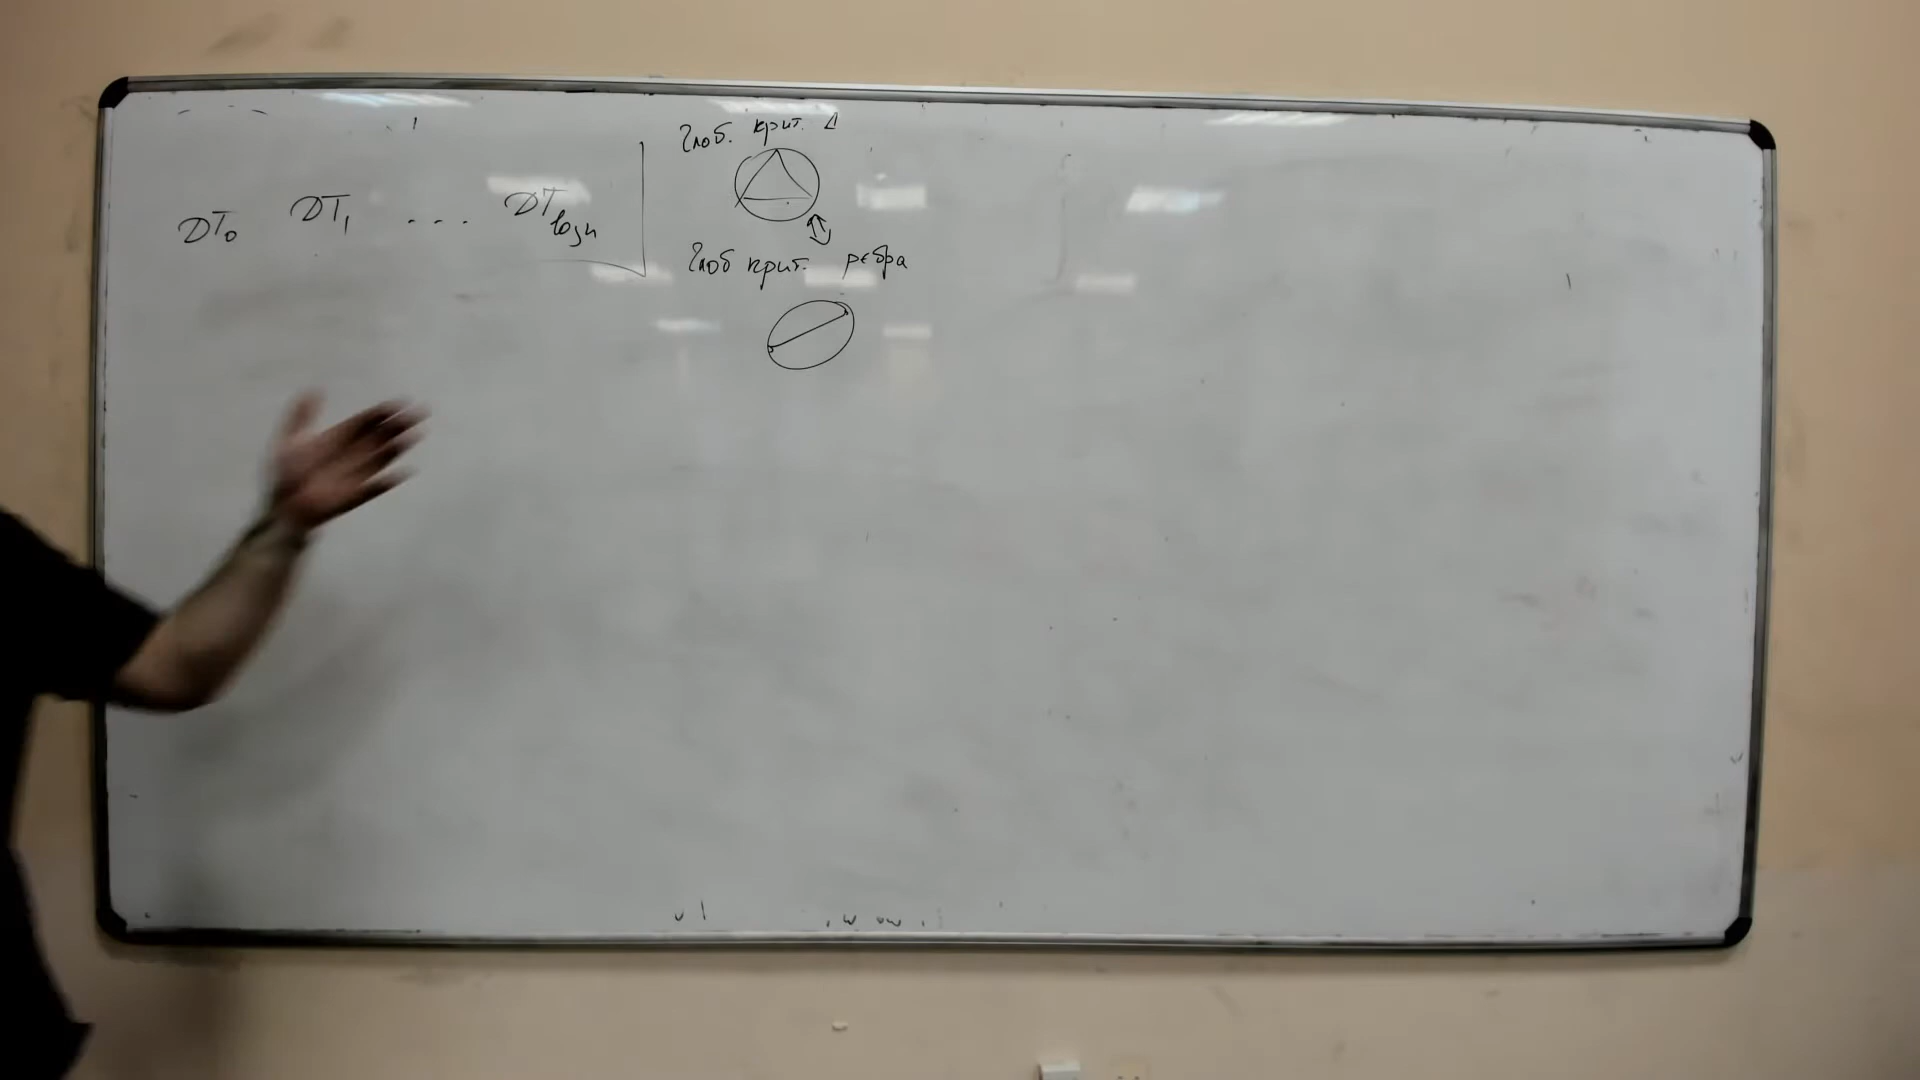 DT₀ DT₁ ... DT_log n
Глоб. крит. Δ
⇕
Глоб крит. ребра